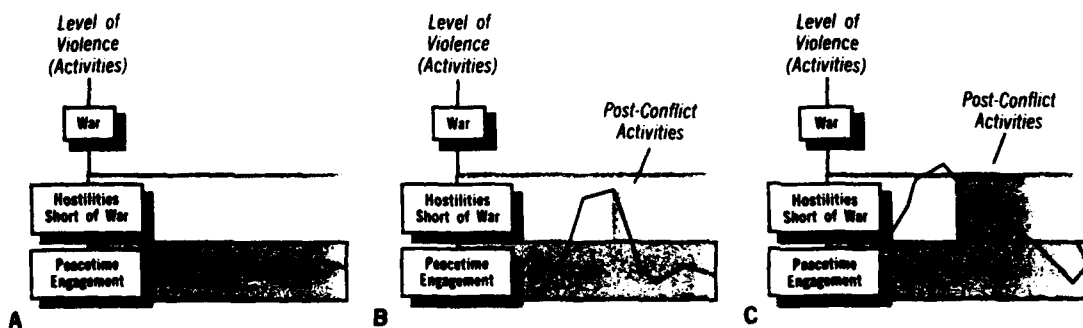 Level of
Violence
(Activities)
War
Hostilities
Short of War
Peacetime
Engagement
A
Level of
Violence
(Activities)
War
Post-Conflict
Activities
Hostilities
Short of War
Peacetime
Engagement
B
Level of
Violence
(Activities)
War
Post-Conflict
Activities
Hostilities
Short of War
Peacetime
Engagement
C